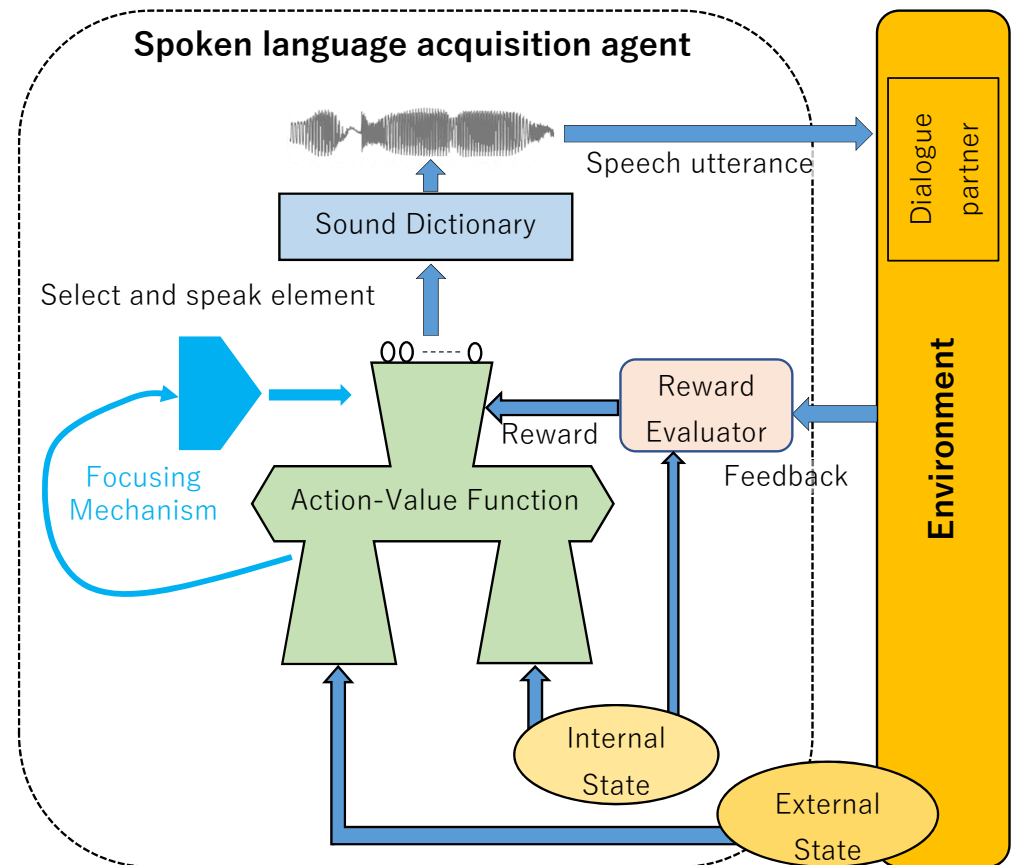 Spoken language acquisition agent
Speech utterance
Dialogue
partner
Sound Dictionary
Select and speak element
Reward
Evaluator
Reward
Feedback
Focusing
Mechanism
Action-Value Function
Environment
Internal
State
External
State